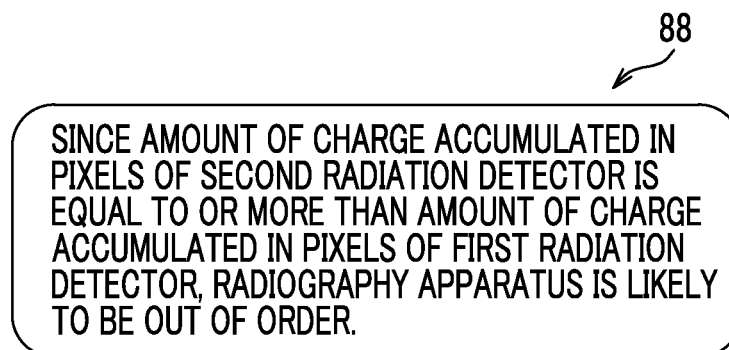 88
SINCE AMOUNT OF CHARGE ACCUMULATED IN
PIXELS OF SECOND RADIATION DETECTOR IS
EQUAL TO OR MORE THAN AMOUNT OF CHARGE
ACCUMULATED IN PIXELS OF FIRST RADIATION
DETECTOR, RADIOGRAPHY APPARATUS IS LIKELY
TO BE OUT OF ORDER.